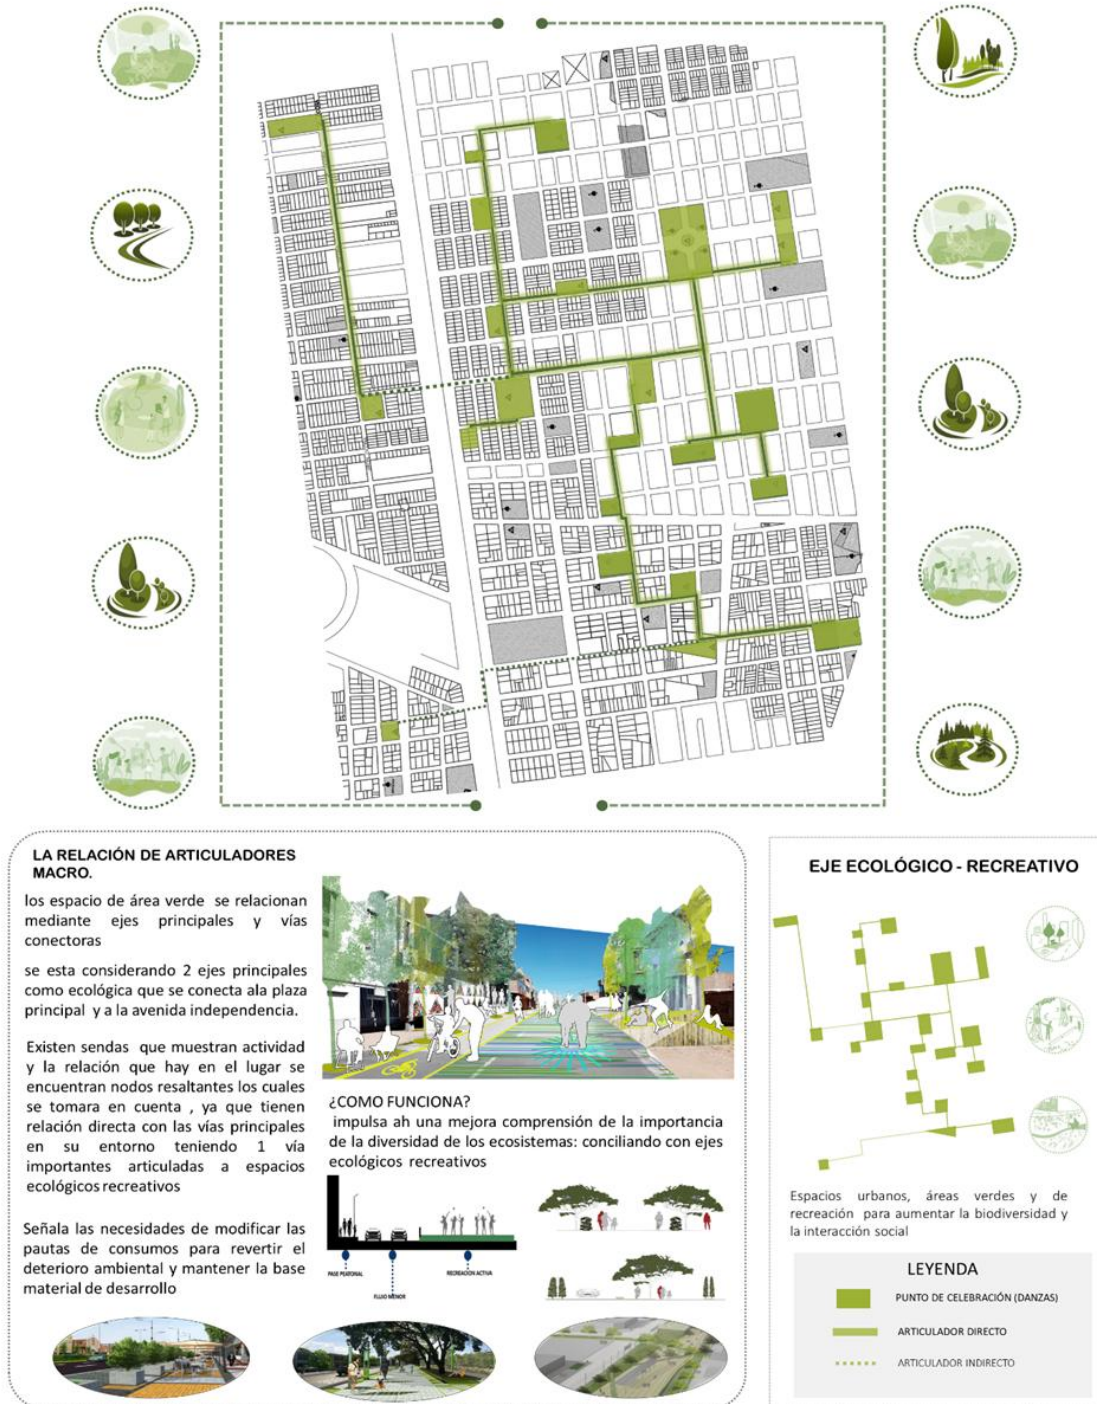 LA RELACIÓN DE ARTICULADORES
MACRO.
los espacio de área verde se relacionan
mediante ejes principales y vías
conectoras
se esta considerando 2 ejes principales
como ecológica que se conecta ala plaza
principal y a la avenida independencia.
Existen sendas que muestran actividad
y la relación que hay en el lugar se
encuentran nodos resaltantes los cuales
se tomara en cuenta , ya que tienen
relación directa con las vías principales
en su entorno teniendo 1 vía
importantes articuladas a espacios
ecológicos recreativos
Señala las necesidades de modificar las
pautas de consumos para revertir el
deterioro ambiental y mantener la base
material de desarrollo
¿COMO FUNCIONA?
impulsa ah una mejora comprensión de la importancia
de la diversidad de los ecosistemas: conciliando con ejes
ecológicos recreativos
PASE PEATONAL
FLUJO MENOR
RECREACION ACTIVA
EJE ECOLÓGICO - RECREATIVO
Espacios urbanos, áreas verdes y de
recreación para aumentar la biodiversidad y
la interacción social
LEYENDA
PUNTO DE CELEBRACIÓN (DANZAS)
ARTICULADOR DIRECTO
ARTICULADOR INDIRECTO